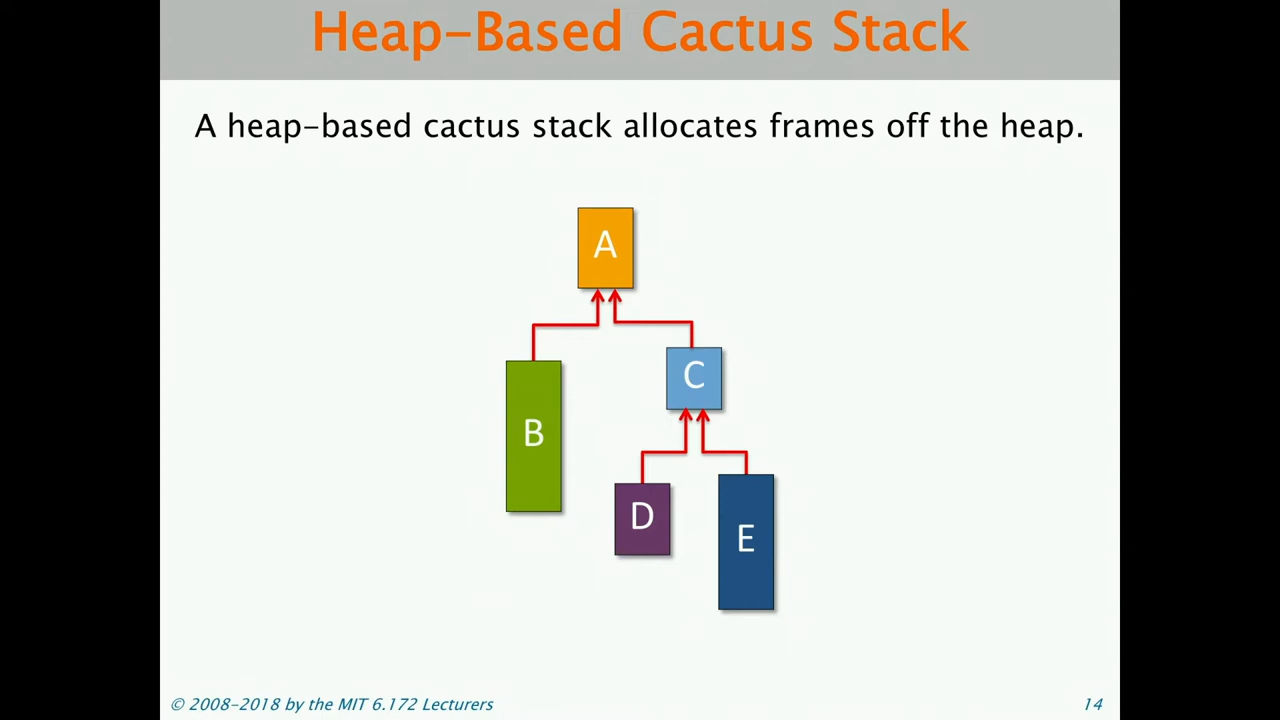 Heap-Based Cactus Stack
A heap-based cactus stack allocates frames off the heap.
A
B
C
D
E
© 2008-2018 by the MIT 6.172 Lecturers
14